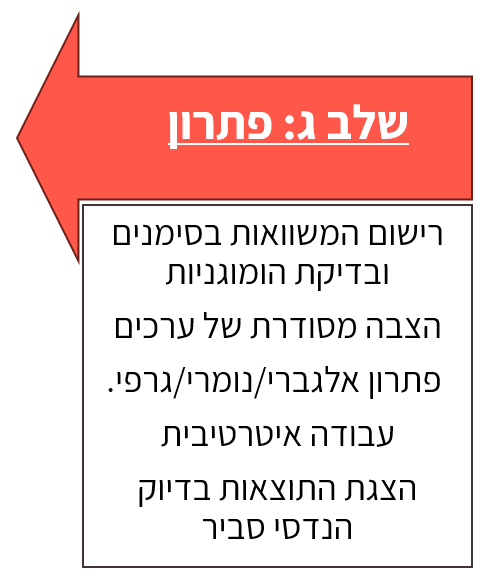 שלב ג: פתרון
רישום המשוואות בסימנים
ובדיקת הומוגניות
הצבה מסודרת של ערכים
פתרון אלגברי/נומרי/גרפי.
עבודה איטרטיבית
הצגת התוצאות בדיוק
הנדסי סביר